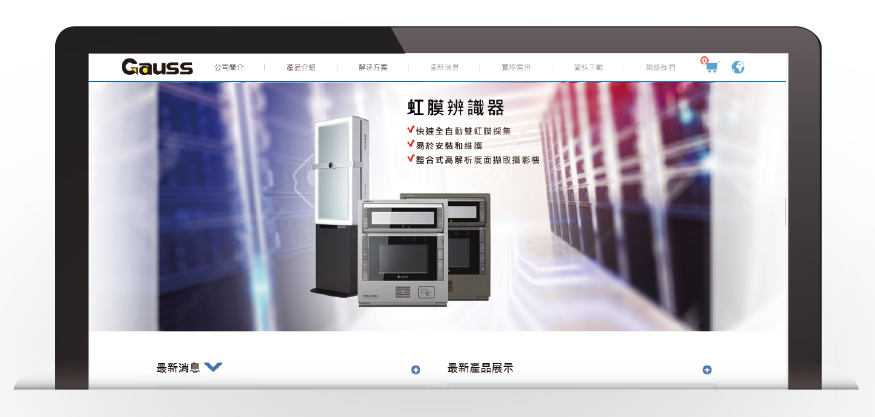 Gauss
公司簡介
產品介紹
解決方案
最新消息
實際案例
資料下載
聯絡我們
0
虹膜辨識器
快速全自動雙虹膜採集
易於安裝和維護
整合式高解析度面擷取攝影機
最新消息
最新產品展示